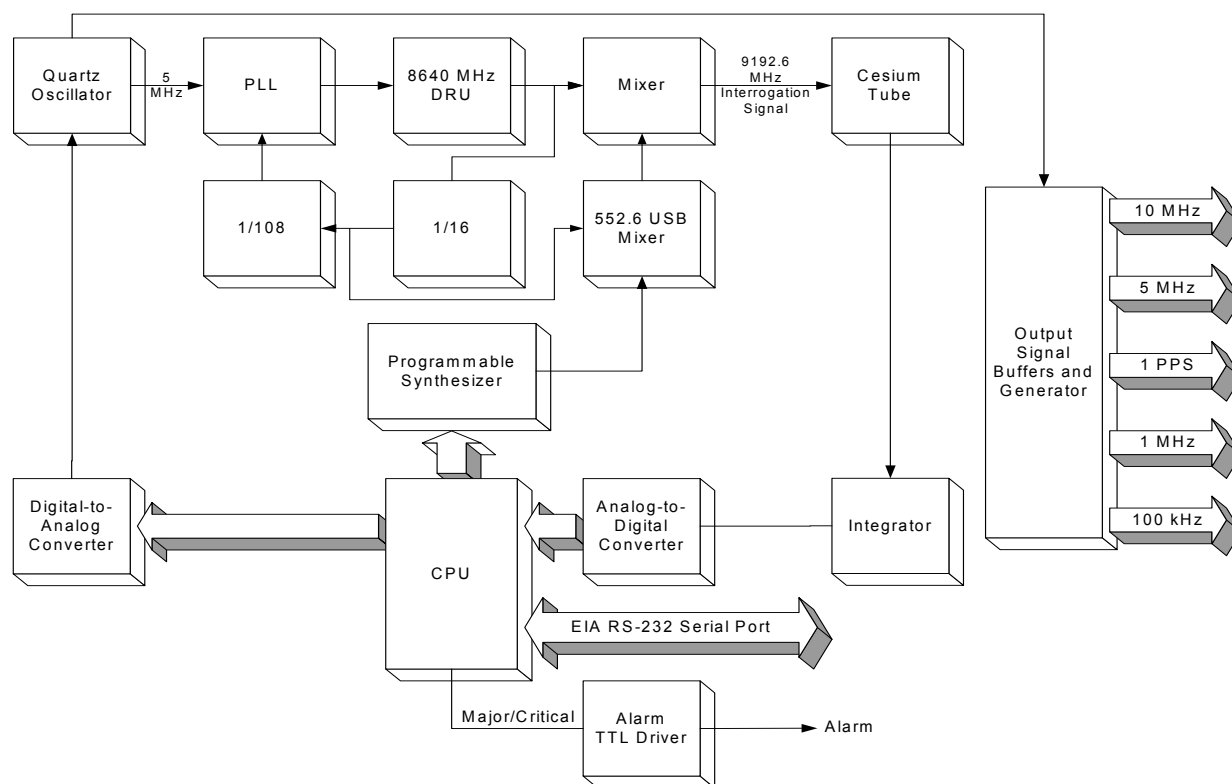 Quartz
Oscillator
5
MHz
PLL
8640 MHz
DRU
Mixer
9192.6
MHz
Interrogation
Signal
Cesium
Tube
1/108
1/16
552.6 USB
Mixer
10 MHz
5 MHz
1 PPS
1 MHz
100 kHz
Output
Signal
Buffers and
Generator
Programmable
Synthesizer
Digital-to-
Analog
Converter
CPU
Analog-to-
Digital
Converter
Integrator
EIA RS-232 Serial Port
Major/Critical
Alarm
TTL Driver
Alarm